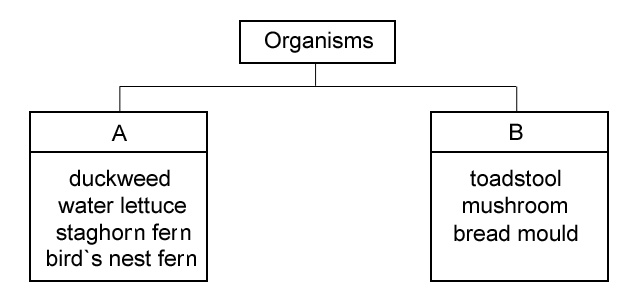 Organisms
A
duckweed
water lettuce
staghorn fern
bird`s nest fern
B
toadstool
mushroom
bread mould